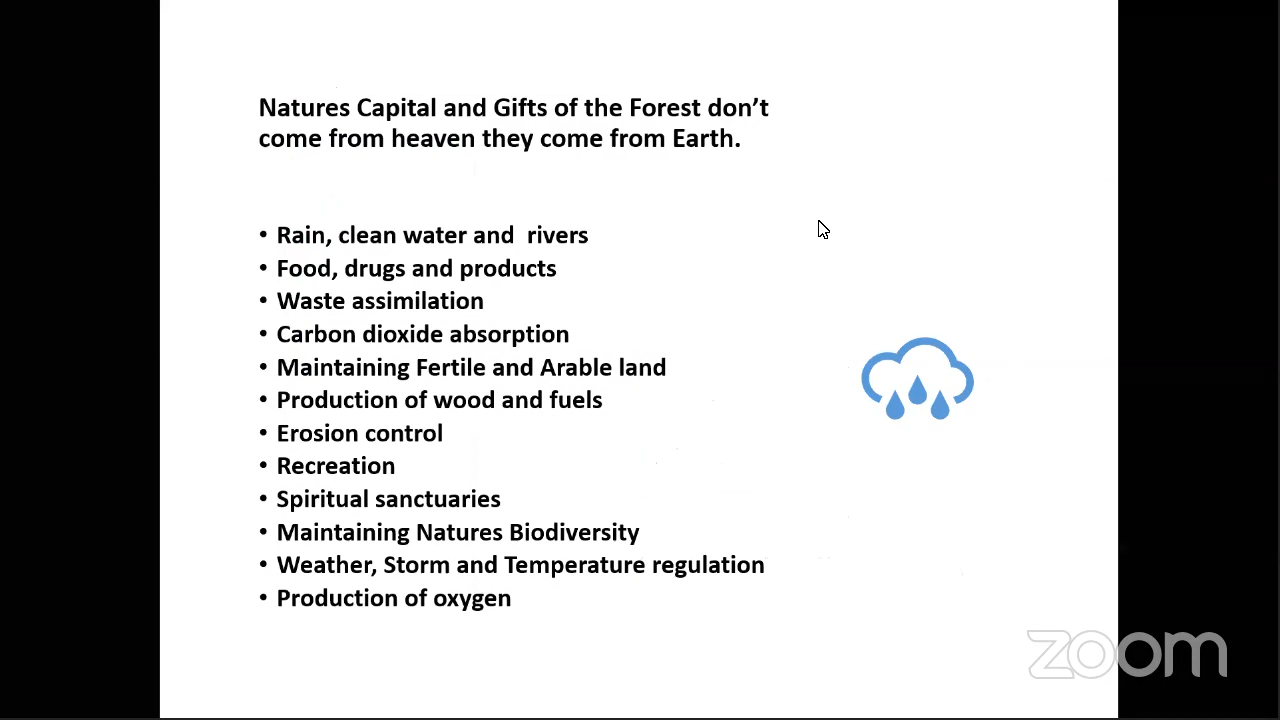 Natures Capital and Gifts of the Forest don’t
come from heaven they come from Earth.
• Rain, clean water and  rivers
• Food, drugs and products
• Waste assimilation
• Carbon dioxide absorption
• Maintaining Fertile and Arable land
• Production of wood and fuels
• Erosion control
• Recreation
• Spiritual sanctuaries
• Maintaining Natures Biodiversity
• Weather, Storm and Temperature regulation
• Production of oxygen
zoom